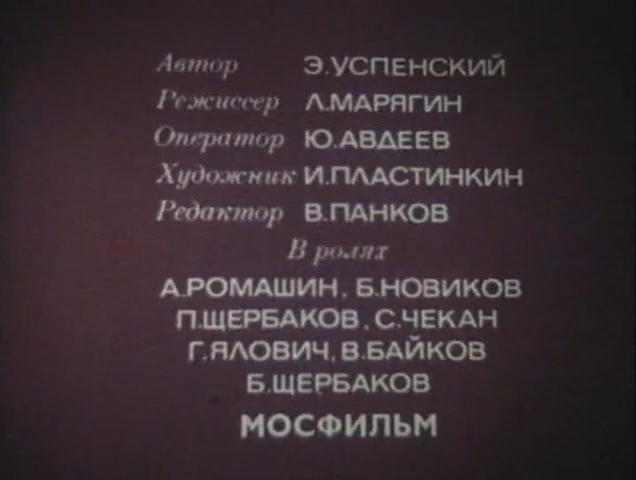 Автор Э.УСПЕНСКИЙ
Режиссер Л.МАРЯГИН
Оператор Ю.АВДЕЕВ
Художник И.ПЛАСТИНКИН
Редактор В.ПАНКОВ
В ролях
А.РОМАШИН, Б.НОВИКОВ
П.ЩЕРБАКОВ, С.ЧЕКАН
Г.ЯЛОВИЧ, В.БАЙКОВ
Б.ЩЕРБАКОВ
МОСФИЛЬМ